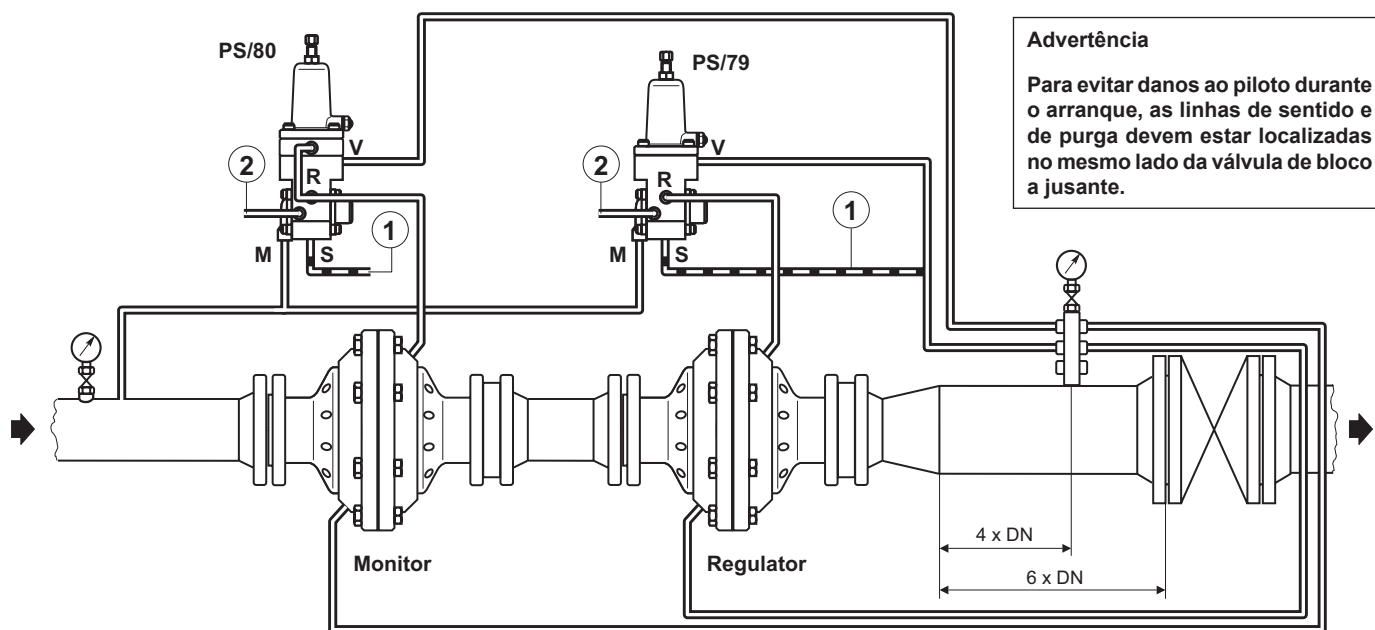 PS/80
PS/79
Advertência
Para evitar danos ao piloto durante
o arranque, as linhas de sentido e
de purga devem estar localizadas
no mesmo lado da válvula de bloco
a jusante.
V
V
2
R
2
R
1
1
M
S
M
S
4 x DN
Monitor
Regulator
6 x DN